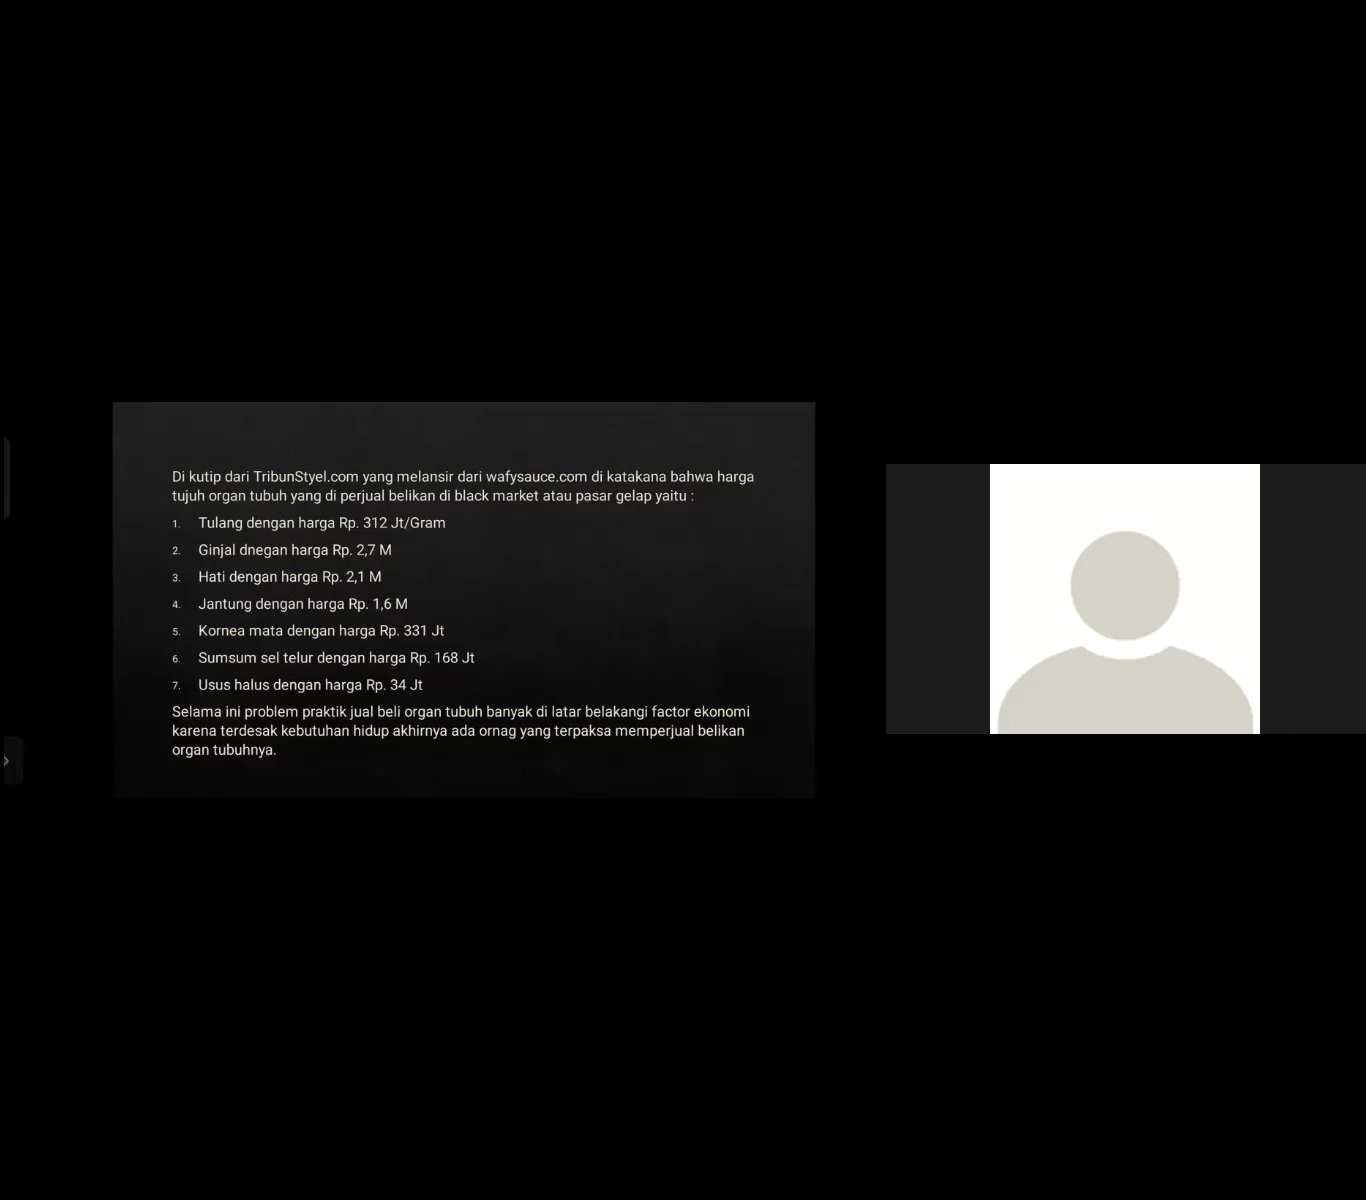 Di kutip dari TribunStyel.com yang melansir dari wafysauce.com di katakana bahwa harga
tujuh organ tubuh yang di perjual belikan di black market atau pasar gelap yaitu :
1. Tulang dengan harga Rp. 312 Jt/Gram
2. Ginjal dnegan harga Rp. 2,7 M
3. Hati dengan harga Rp. 2,1 M
4. Jantung dengan harga Rp. 1,6 M
5. Kornea mata dengan harga Rp. 331 Jt
6. Sumsum sel telur dengan harga Rp. 168 Jt
7. Usus halus dengan harga Rp. 34 Jt
Selama ini problem praktik jual beli organ tubuh banyak di latar belakangi factor ekonomi
karena terdesak kebutuhan hidup akhirnya ada ornag yang terpaksa memperjual belikan
organ tubuhnya.